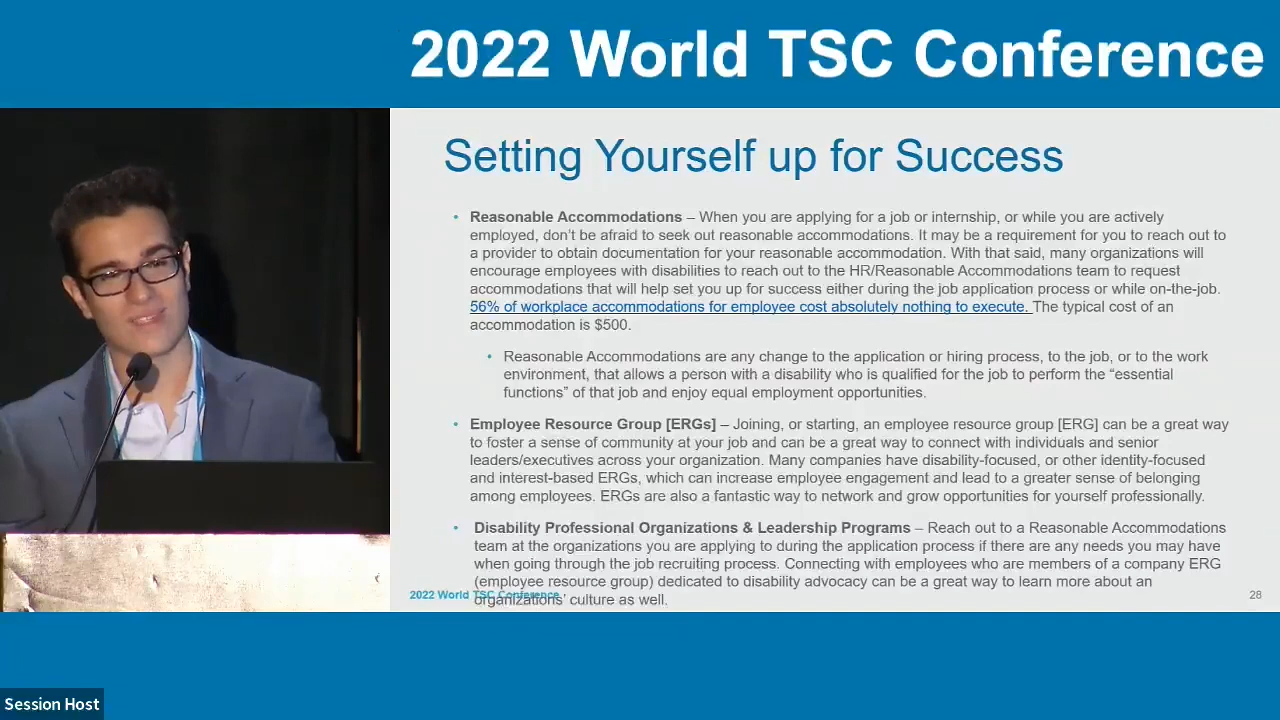 2022 World TSC Conference
Setting Yourself up for Success
• Reasonable Accommodations – When you are applying for a job or internship, or while you are actively
employed, don't be afraid to seek out reasonable accommodations. It may be a requirement for you to reach out to
a provider to obtain documentation for your reasonable accommodation. With that said, many organizations will
encourage employees with disabilities to reach out to the HR/Reasonable Accommodations team to request
accommodations that will help set you up for success either during the job application process or while on-the-job.
56% of workplace accommodations for employee cost absolutely nothing to execute. The typical cost of an
accommodation is $500.
• Reasonable Accommodations are any change to the application or hiring process, to the job, or to the work
environment, that allows a person with a disability who is qualified for the job to perform the “essential
functions” of that job and enjoy equal employment opportunities.
• Employee Resource Group [ERGs] – Joining, or starting, an employee resource group [ERG] can be a great way
to foster a sense of community at your job and can be a great way to connect with individuals and senior
leaders/executives across your organization. Many companies have disability-focused, or other identity-focused
and interest-based ERGs, which can increase employee engagement and lead to a greater sense of belonging
among employees. ERGs are also a fantastic way to network and grow opportunities for yourself professionally.
• Disability Professional Organizations & Leadership Programs – Reach out to a Reasonable Accommodations
team at the organizations you are applying to during the application process if there are any needs you may have
when going through the job recruiting process. Connecting with employees who are members of a company ERG
(employee resource group) dedicated to disability advocacy can be a great way to learn more about an
organizations' culture as well.
2022 World TSC Conference
28
Session Host